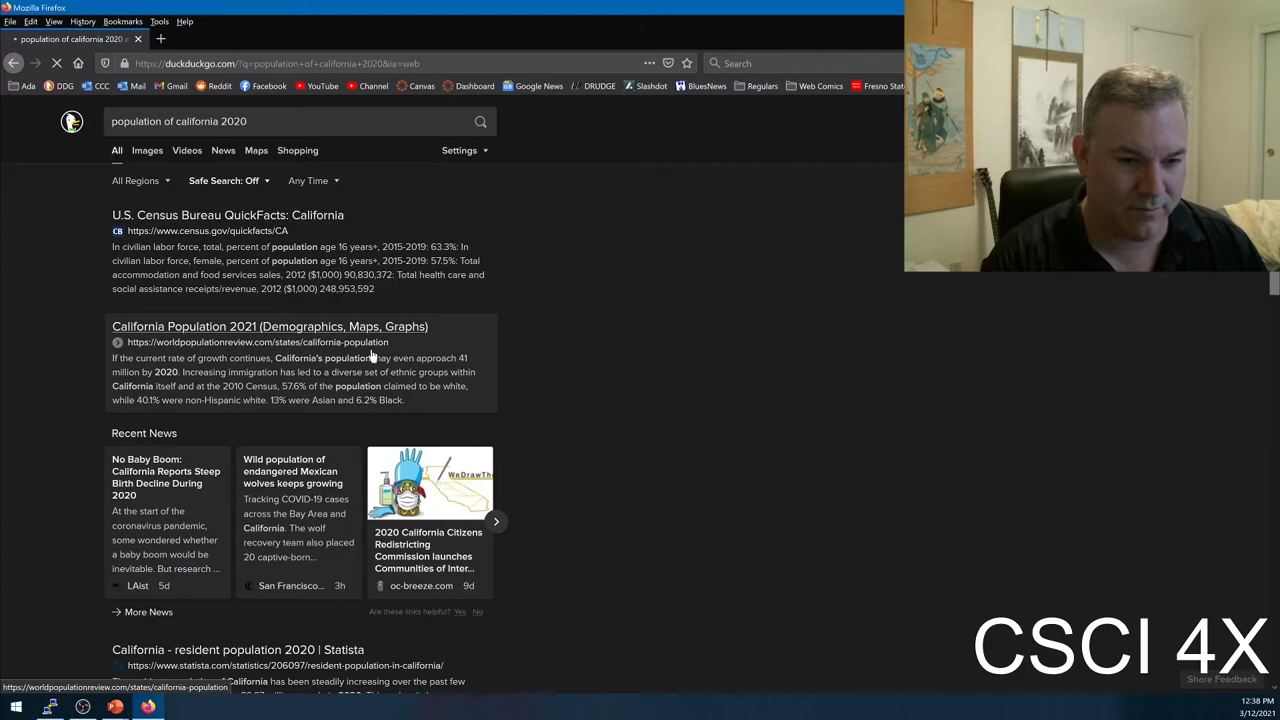 Mozilla Firefox
File Edit View History Bookmarks Tools Help
population of california 2020 a
https://duckduckgo.com/?q=population+of+california+2020&ia=web
Search
Ada DDG CCC Mail Gmail Reddit Facebook YouTube Channel Canvas Dashboard Google News DRUDGE Slashdot BluesNews Regulars Web Comics Fresno Stat
population of california 2020
All Images Videos News Maps Shopping Settings
All Regions Safe Search: Off Any Time
U.S. Census Bureau QuickFacts: California
CB https://www.census.gov/quickfacts/CA
In civilian labor force, total, percent of population age 16 years+, 2015-2019: 63.3%: In
civilian labor force, female, percent of population age 16 years+, 2015-2019: 57.5%: Total
accommodation and food services sales, 2012 ($1,000) 90,830,372: Total health care and
social assistance receipts/revenue, 2012 ($1,000) 248,953,592
California Population 2021 (Demographics, Maps, Graphs)
https://worldpopulationreview.com/states/california-population
If the current rate of growth continues, California's population may even approach 41
million by 2020. Increasing immigration has led to a diverse set of ethnic groups within
California itself and at the 2010 Census, 57.6% of the population claimed to be white,
while 40.1% were non-Hispanic white. 13% were Asian and 6.2% Black.
Recent News
No Baby Boom:
California Reports Steep
Birth Decline During
2020
At the start of the
coronavirus pandemic,
some wondered whether
a baby boom would be
inevitable. But research ...
LAist 5d
Wild population of
endangered Mexican
wolves keeps growing
Tracking COVID-19 cases
across the Bay Area and
California. The wolf
recovery team also placed
20 captive-born...
San Francisco... 3h
WeDrawTh
2020 California Citizens
Redistricting
Commission launches
Communities of Inter...
oc-breeze.com 9d
More News
Are these links helpful? Yes No
California - resident population 2020 | Statista
https://www.statista.com/statistics/206097/resident-population-in-california/
California has been steadily increasing over the past few
https://worldpopulationreview.com/states/california-population
CSCI 4X
Share Feedback
12:38 PM
3/12/2021